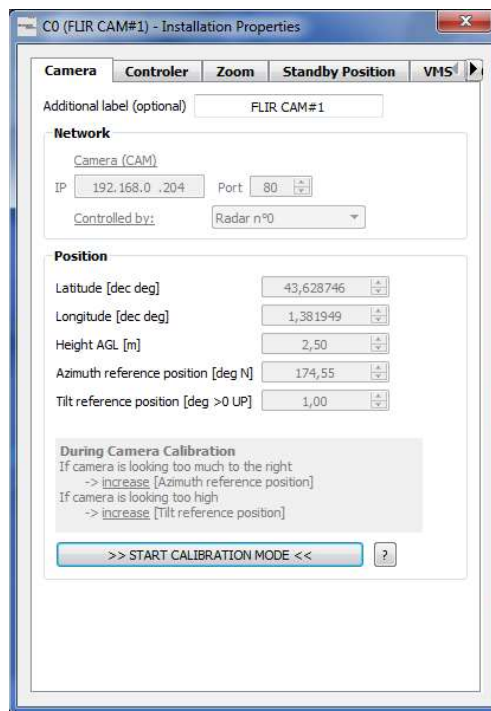 C0 (FLIR CAM#1) - Installation Properties
Camera Controler Zoom Standby Position VMS
Additional label (optional) FLIR CAM#1
Network
Camera (CAM)
IP 192.168.0 .204 Port 80
Controlled by: Radar n°0
Position
Latitude [dec deg] 43,628746
Longitude [dec deg] 1,381949
Height AGL [m] 2,50
Azimuth reference position [deg N] 174,55
Tilt reference position [deg >0 UP] 1,00
During Camera Calibration
If camera is looking too much to the right
-> increase [Azimuth reference position]
If camera is looking too high
-> increase [Tilt reference position]
>> START CALIBRATION MODE << ?